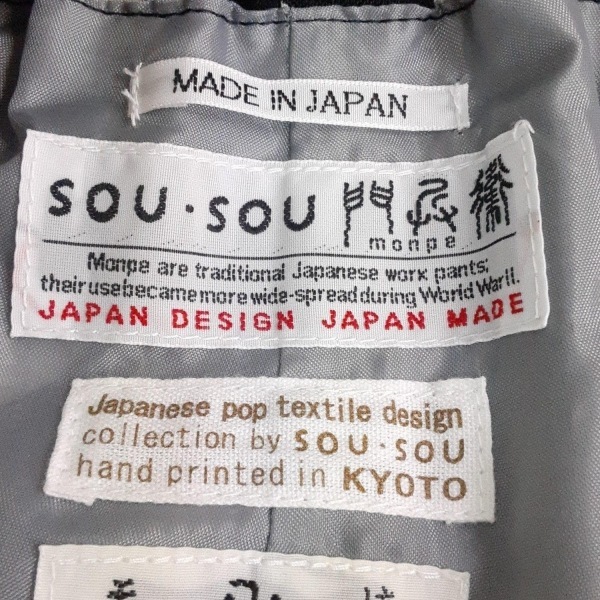 MADE IN JAPAN
SOU・SOU 門兵衛
monpe
Monpe are traditional Japanese work pants;
their use became more wide-spread during World War II.
JAPAN DESIGN JAPAN MADE
Japanese pop textile design
collection by SOU・SOU
hand printed in KYOTO